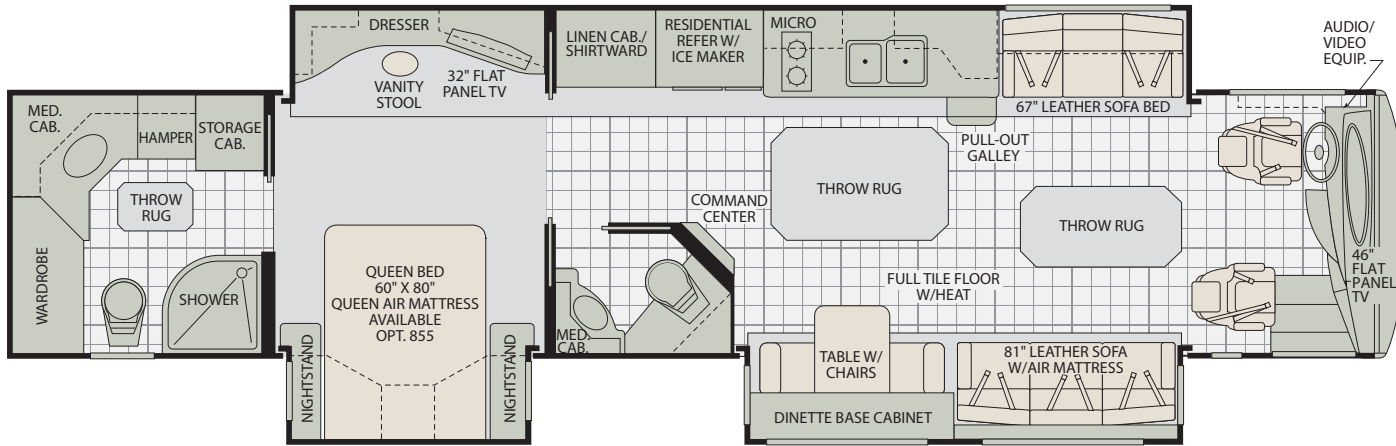 DRESSER
VANITY
STOOL
32" FLAT
PANEL TV
LINEN CAB./
SHIRTWARD
RESIDENTIAL
REFER W/
ICE MAKER
MICRO
67" LEATHER SOFA BED
AUDIO/
VIDEO
EQUIP.
MED.
CAB.
HAMPER
STORAGE
CAB.
THROW
RUG
WARDROBE
SHOWER
PULL-OUT
GALLEY
THROW RUG
COMMAND
CENTER
THROW RUG
FULL TILE FLOOR
W/HEAT
46"
FLAT
PANEL
TV
QUEEN BED
60" X 80"
QUEEN AIR MATTRESS
AVAILABLE
OPT. 855
NIGHTSTAND
NIGHTSTAND
MED.
CAB.
TABLE W/
CHAIRS
DINETTE BASE CABINET
81" LEATHER SOFA
W/AIR MATTRESS